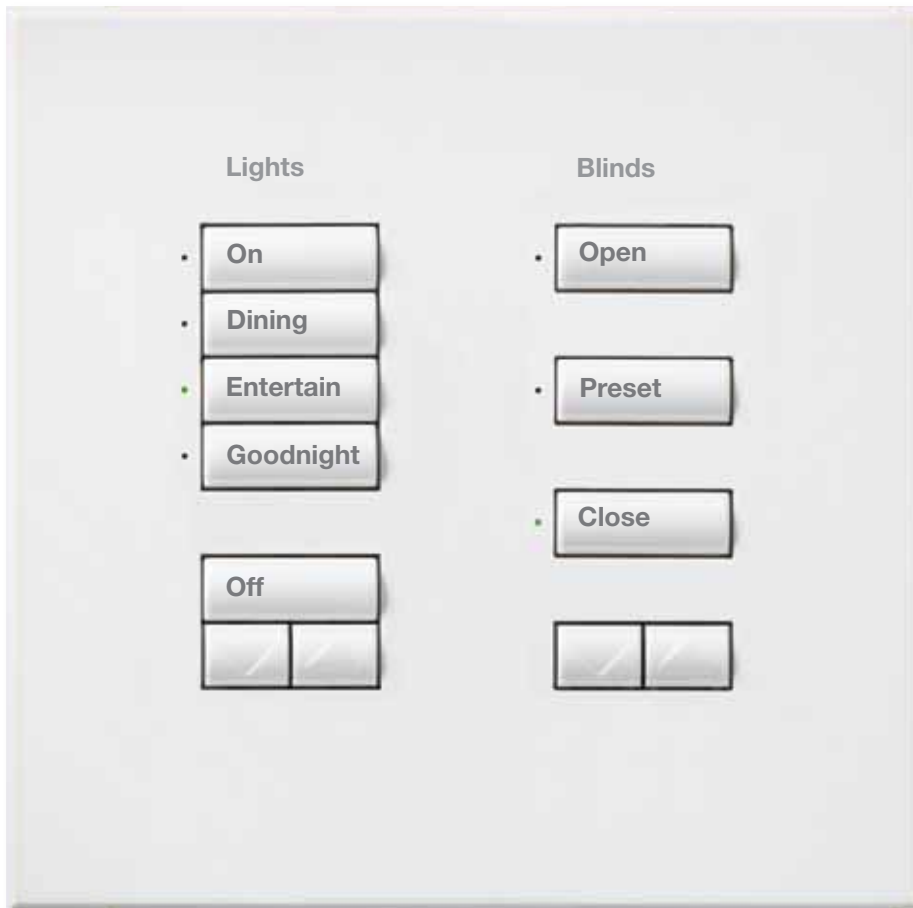 Lights
On
Dining
Entertain
Goodnight
Off
Blinds
Open
Preset
Close